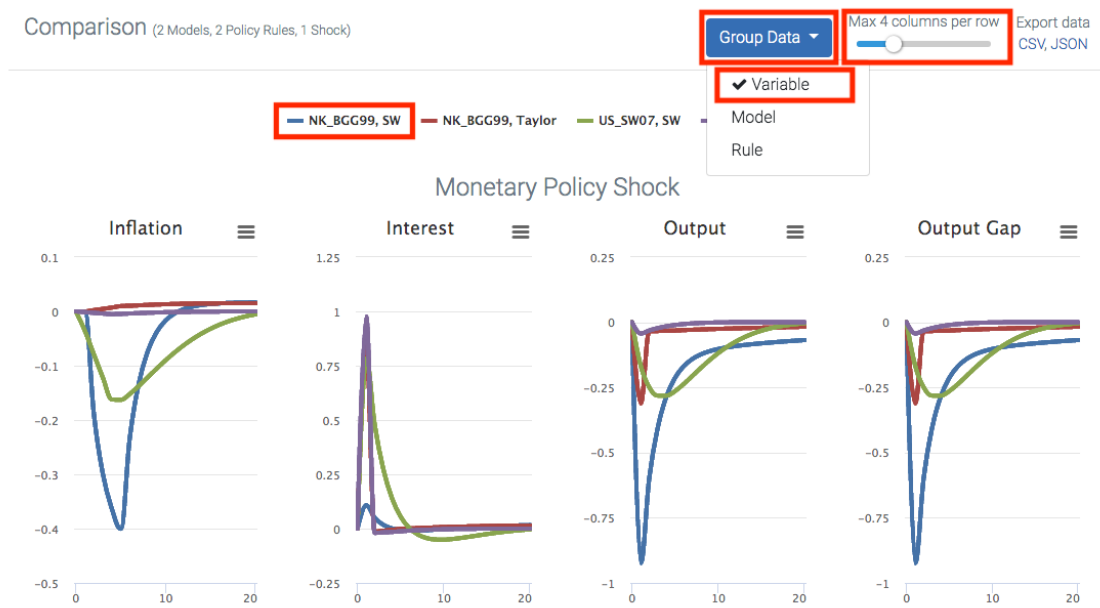 Comparison (2 Models, 2 Policy Rules, 1 Shock)
Group Data
Max 4 columns per row
Export data
CSV, JSON
Variable
Model
Rule
NK_BGG99, SW NK_BGG99, Taylor US_SW07, SW
Monetary Policy Shock
Inflation Interest Output Output Gap
0.1 1.25 0.25 0.25
0 1 0 0
-0.1 0.75 -0.25 -0.25
-0.2 0.5 -0.5 -0.5
-0.3 0.25 -0.75 -0.75
-0.4 0 -1 -1
-0.5 -0.25
0 10 20 0 10 20 0 10 20 0 10 20